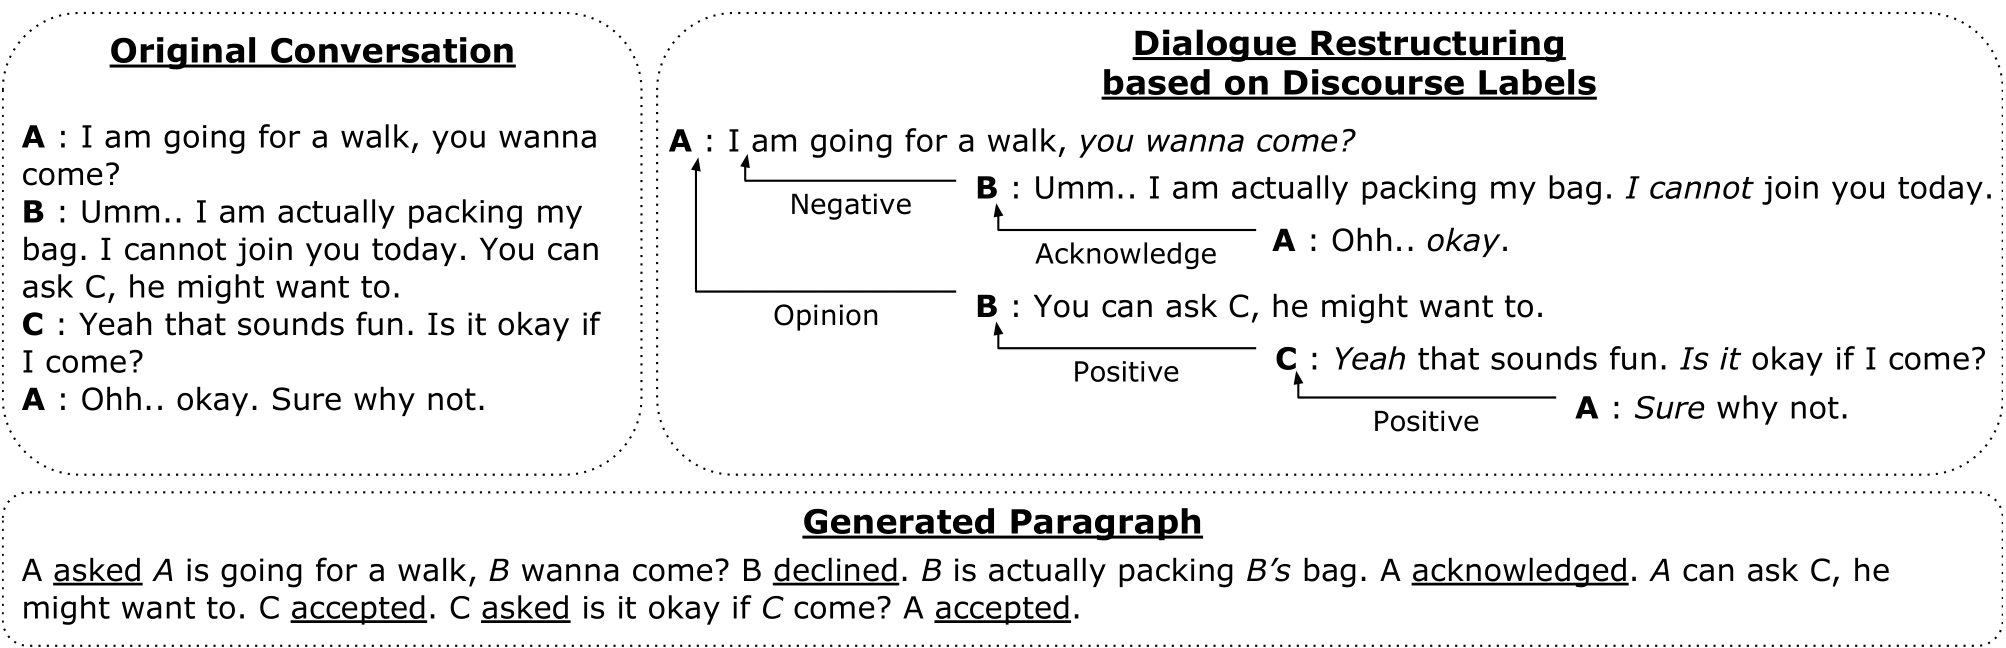 Original Conversation
A : I am going for a walk, you wanna
come?
B : Umm.. I am actually packing my
bag. I cannot join you today. You can
ask C, he might want to.
C : Yeah that sounds fun. Is it okay if
I come?
A : Ohh.. okay. Sure why not.
Dialogue Restructuring
based on Discourse Labels
A : I am going for a walk, you wanna come?
B : Umm.. I am actually packing my bag. I cannot join you today.
Negative
A : Ohh.. okay.
Acknowledge
B : You can ask C, he might want to.
Opinion
C : Yeah that sounds fun. Is it okay if I come?
Positive
A : Sure why not.
Positive
Generated Paragraph
A asked A is going for a walk, B wanna come? B declined. B is actually packing B’s bag. A acknowledged. A can ask C, he
might want to. C accepted. C asked is it okay if C come? A accepted.